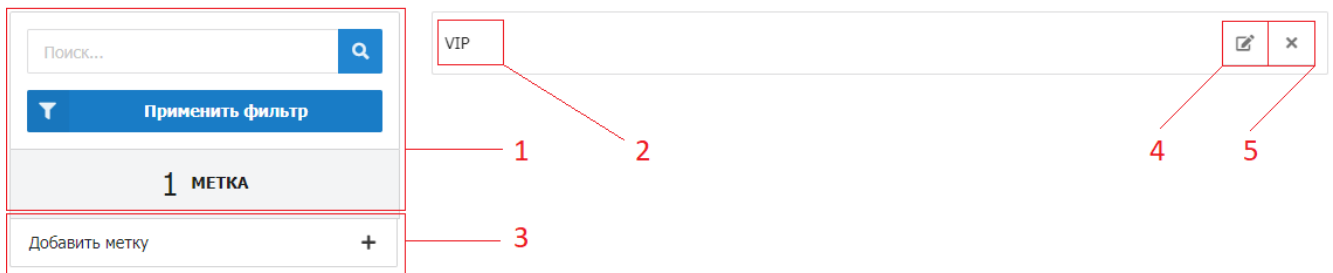 Поиск...
VIP
Применить фильтр
1 МЕТКА
Добавить метку
1
2
3
4
5